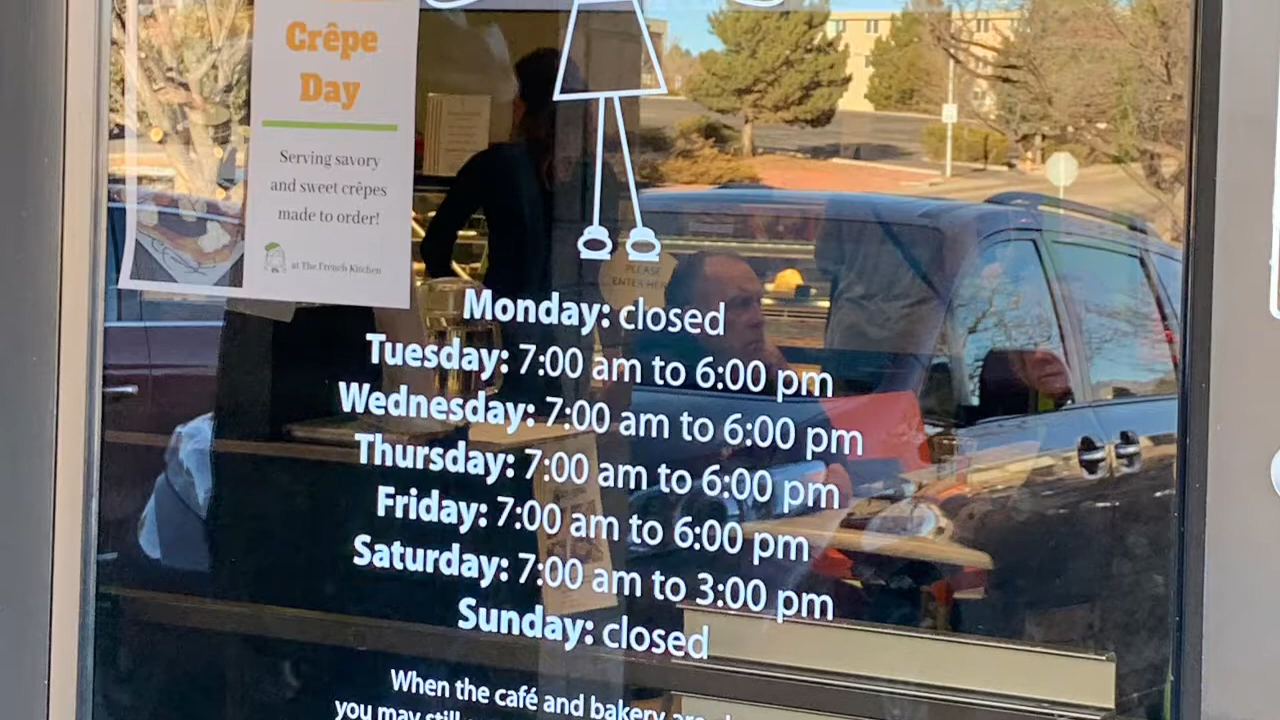 Crêpe
Day
Serving savory
and sweet crêpes
made to order!
at The French Kitchen
PLEASE
ENTER HERE
Monday: closed
Tuesday: 7:00 am to 6:00 pm
Wednesday: 7:00 am to 6:00 pm
Thursday: 7:00 am to 6:00 pm
Friday: 7:00 am to 6:00 pm
Saturday: 7:00 am to 3:00 pm
Sunday: closed
When the café and bakery are
you may still